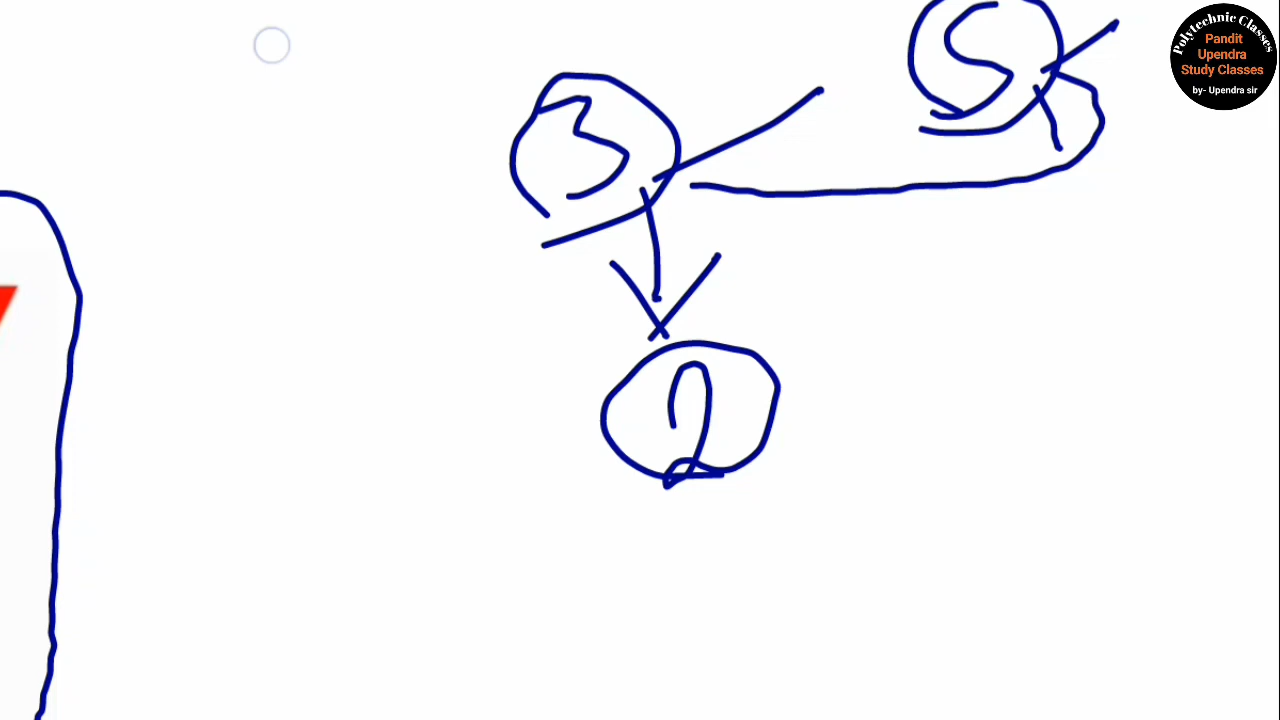 5
3
2
Polytechnic Classes
Pandit
Upendra
Study Classes
by- Upendra sir